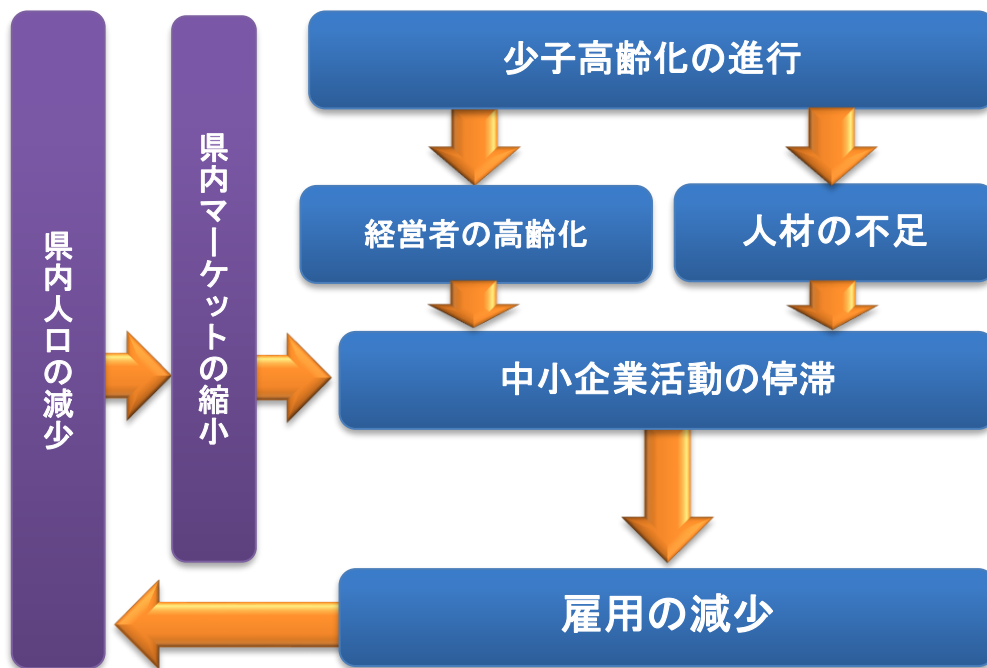 少子高齢化の進行
経営者の高齢化
人材の不足
県内人口の減少
県内マーケットの縮小
中小企業活動の停滞
雇用の減少